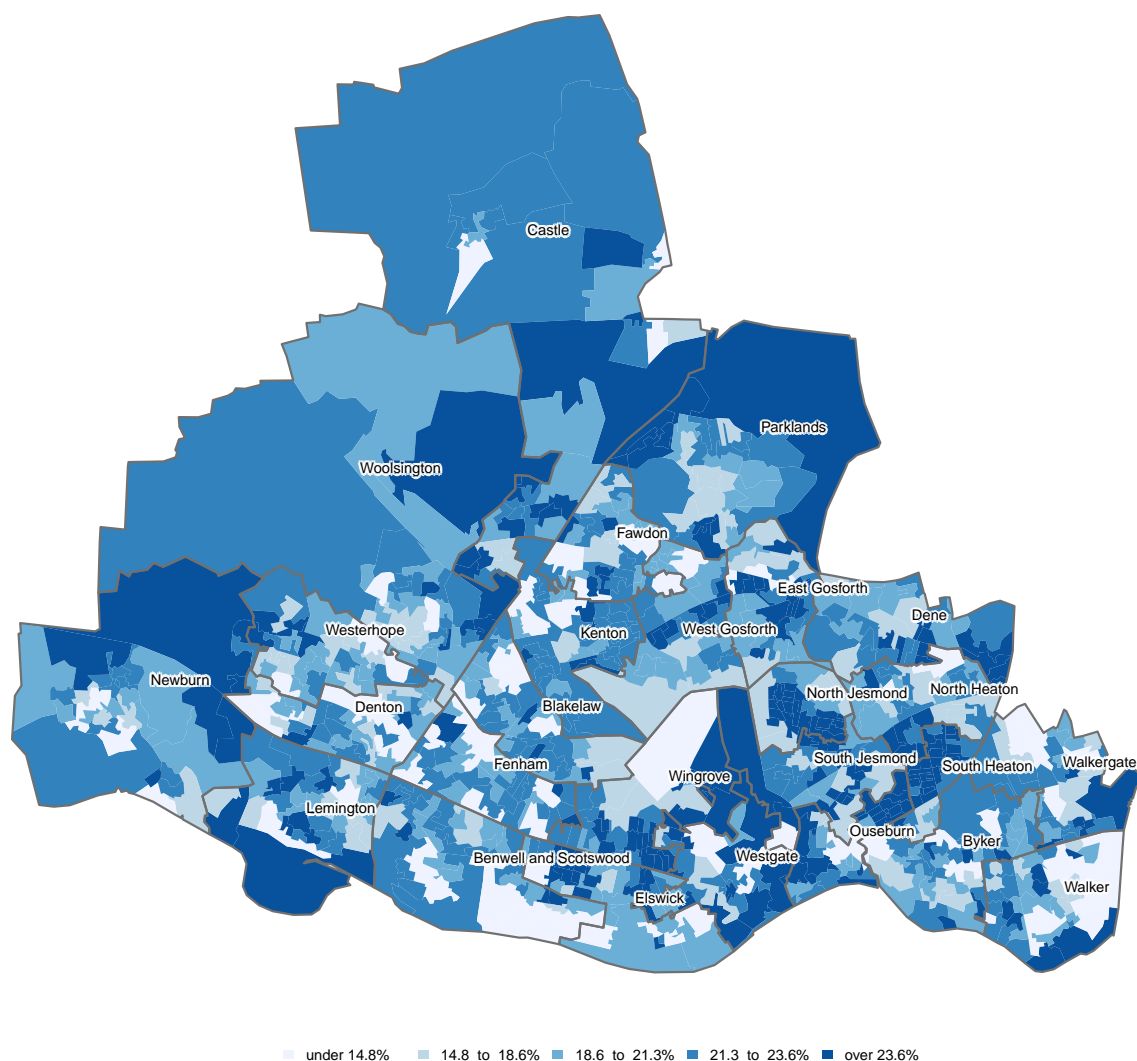 Castle
Parklands
Woolsington
Fawdon
East Gosforth
Dene
Westerhope
Kenton
West Gosforth
Newburn
North Jesmond
North Heaton
Denton
Blakelaw
South Jesmond
Fenham
Wingrove
South Heaton
Walkergate
Lemington
Ouseburn
Byker
Benwell and Scotswood
Westgate
Walker
Elswick
under 14.8% 14.8 to 18.6% 18.6 to 21.3% 21.3 to 23.6% over 23.6%